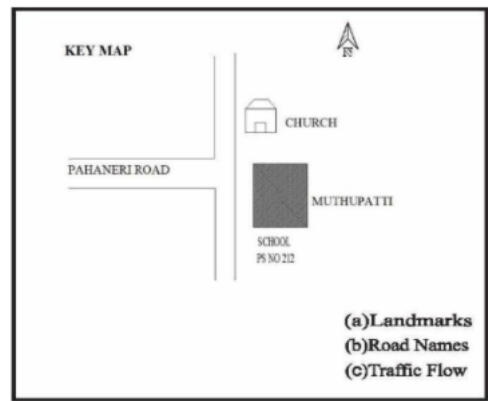 KEY MAP
N
CHURCH
PAHANERI ROAD
MUTHUPATTI
SCHOOL
PS NO 212
(a)Landmarks
(b)Road Names
(c)Traffic Flow